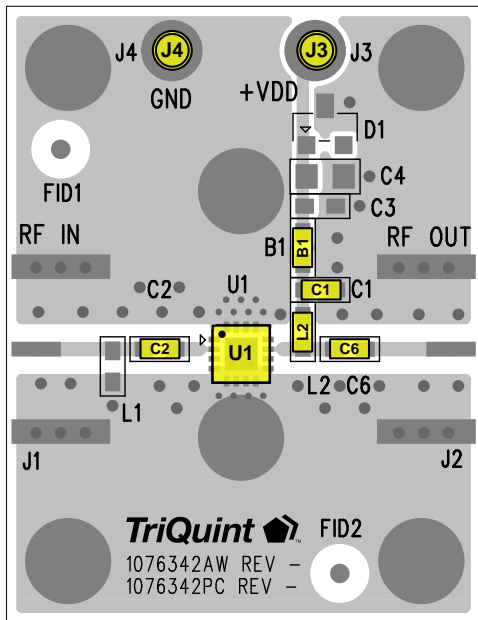 J4 J4 J3 J3
GND
+VDD
D1
FID1
C4
C3
RF IN
B1 B1
RF OUT
C2 U1
C1 C1
L2
C2 U1 C6
L1
L2 C6
J1 J2
TriQuint
FID2
1076342AW REV -
1076342PC REV -